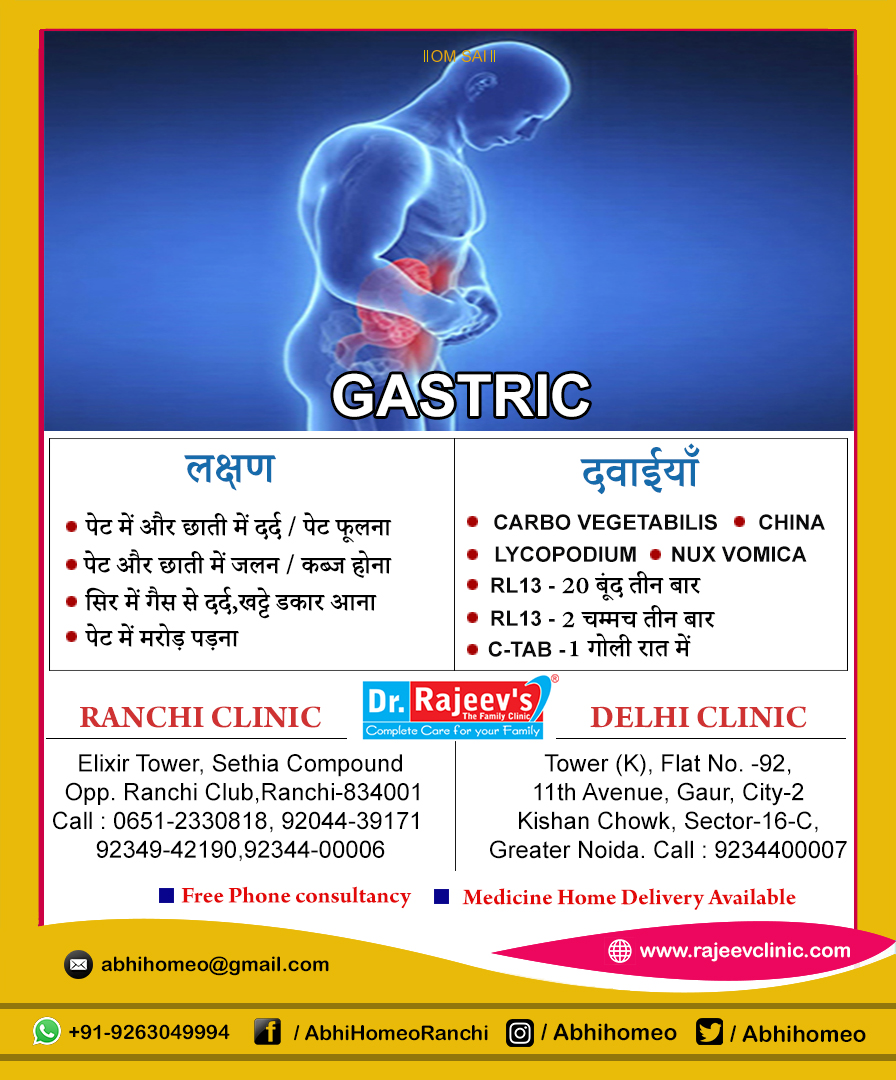 ॥ OM SAI ॥
GASTRIC
लक्षण
• पेट में और छाती में दर्द / पेट फूलना
• पेट और छाती में जलन / कब्ज होना
• सिर में गैस से दर्द,खट्टे डकार आना
• पेट में मरोड़ पड़ना
दवाईयाँ
• CARBO VEGETABILIS • CHINA
• LYCOPODIUM • NUX VOMICA
• RL13 - 20 बूंद तीन बार
• RL13 - 2 चम्मच तीन बार
• C-TAB -1 गोली रात में
Dr. Rajeev's ®
The Family Clinic
Complete Care for your Family
RANCHI CLINIC
Elixir Tower, Sethia Compound
Opp. Ranchi Club,Ranchi-834001
Call : 0651-2330818, 92044-39171
92349-42190,92344-00006
DELHI CLINIC
Tower (K), Flat No. -92,
11th Avenue, Gaur, City-2
Kishan Chowk, Sector-16-C,
Greater Noida. Call : 9234400007
Free Phone consultancy Medicine Home Delivery Available
abhihomeo@gmail.com
www.rajeevclinic.com
+91-9263049994 / AbhiHomeoRanchi / Abhihomeo / Abhihomeo